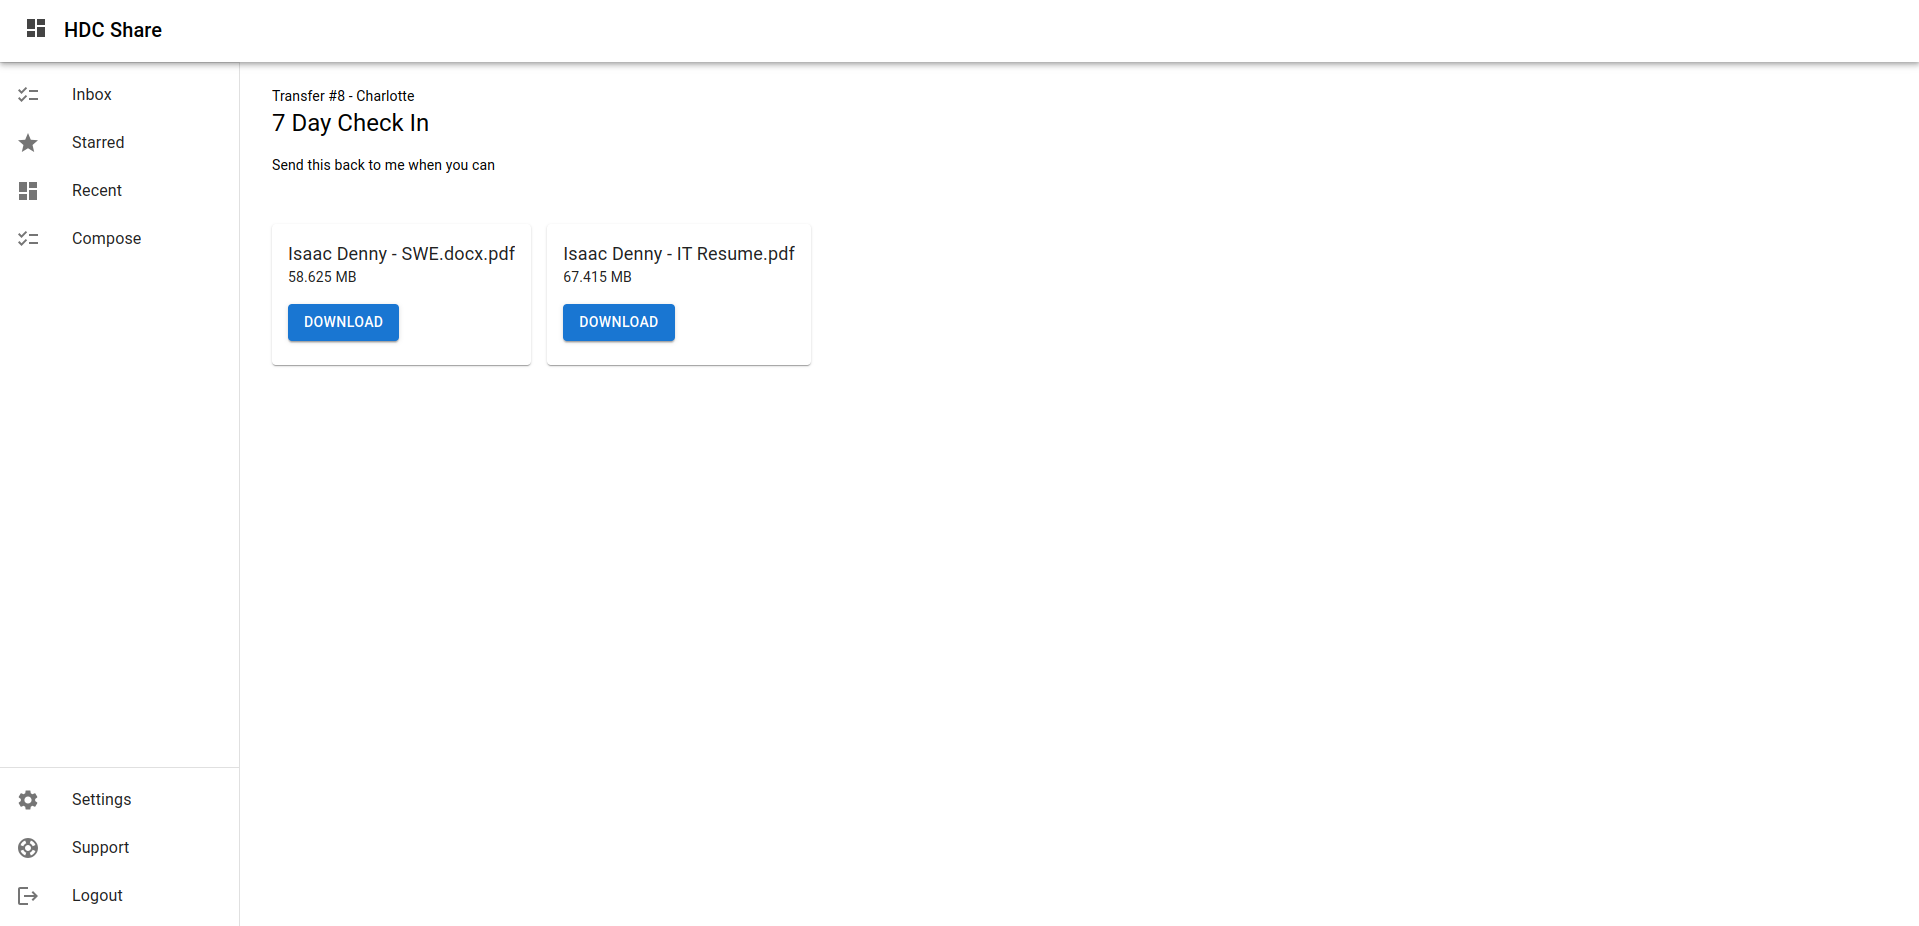 HDC Share
Inbox
Starred
Recent
Compose
Settings
Support
Logout
Transfer #8 - Charlotte
7 Day Check In
Send this back to me when you can
Isaac Denny - SWE.docx.pdf
58.625 MB
DOWNLOAD
Isaac Denny - IT Resume.pdf
67.415 MB
DOWNLOAD